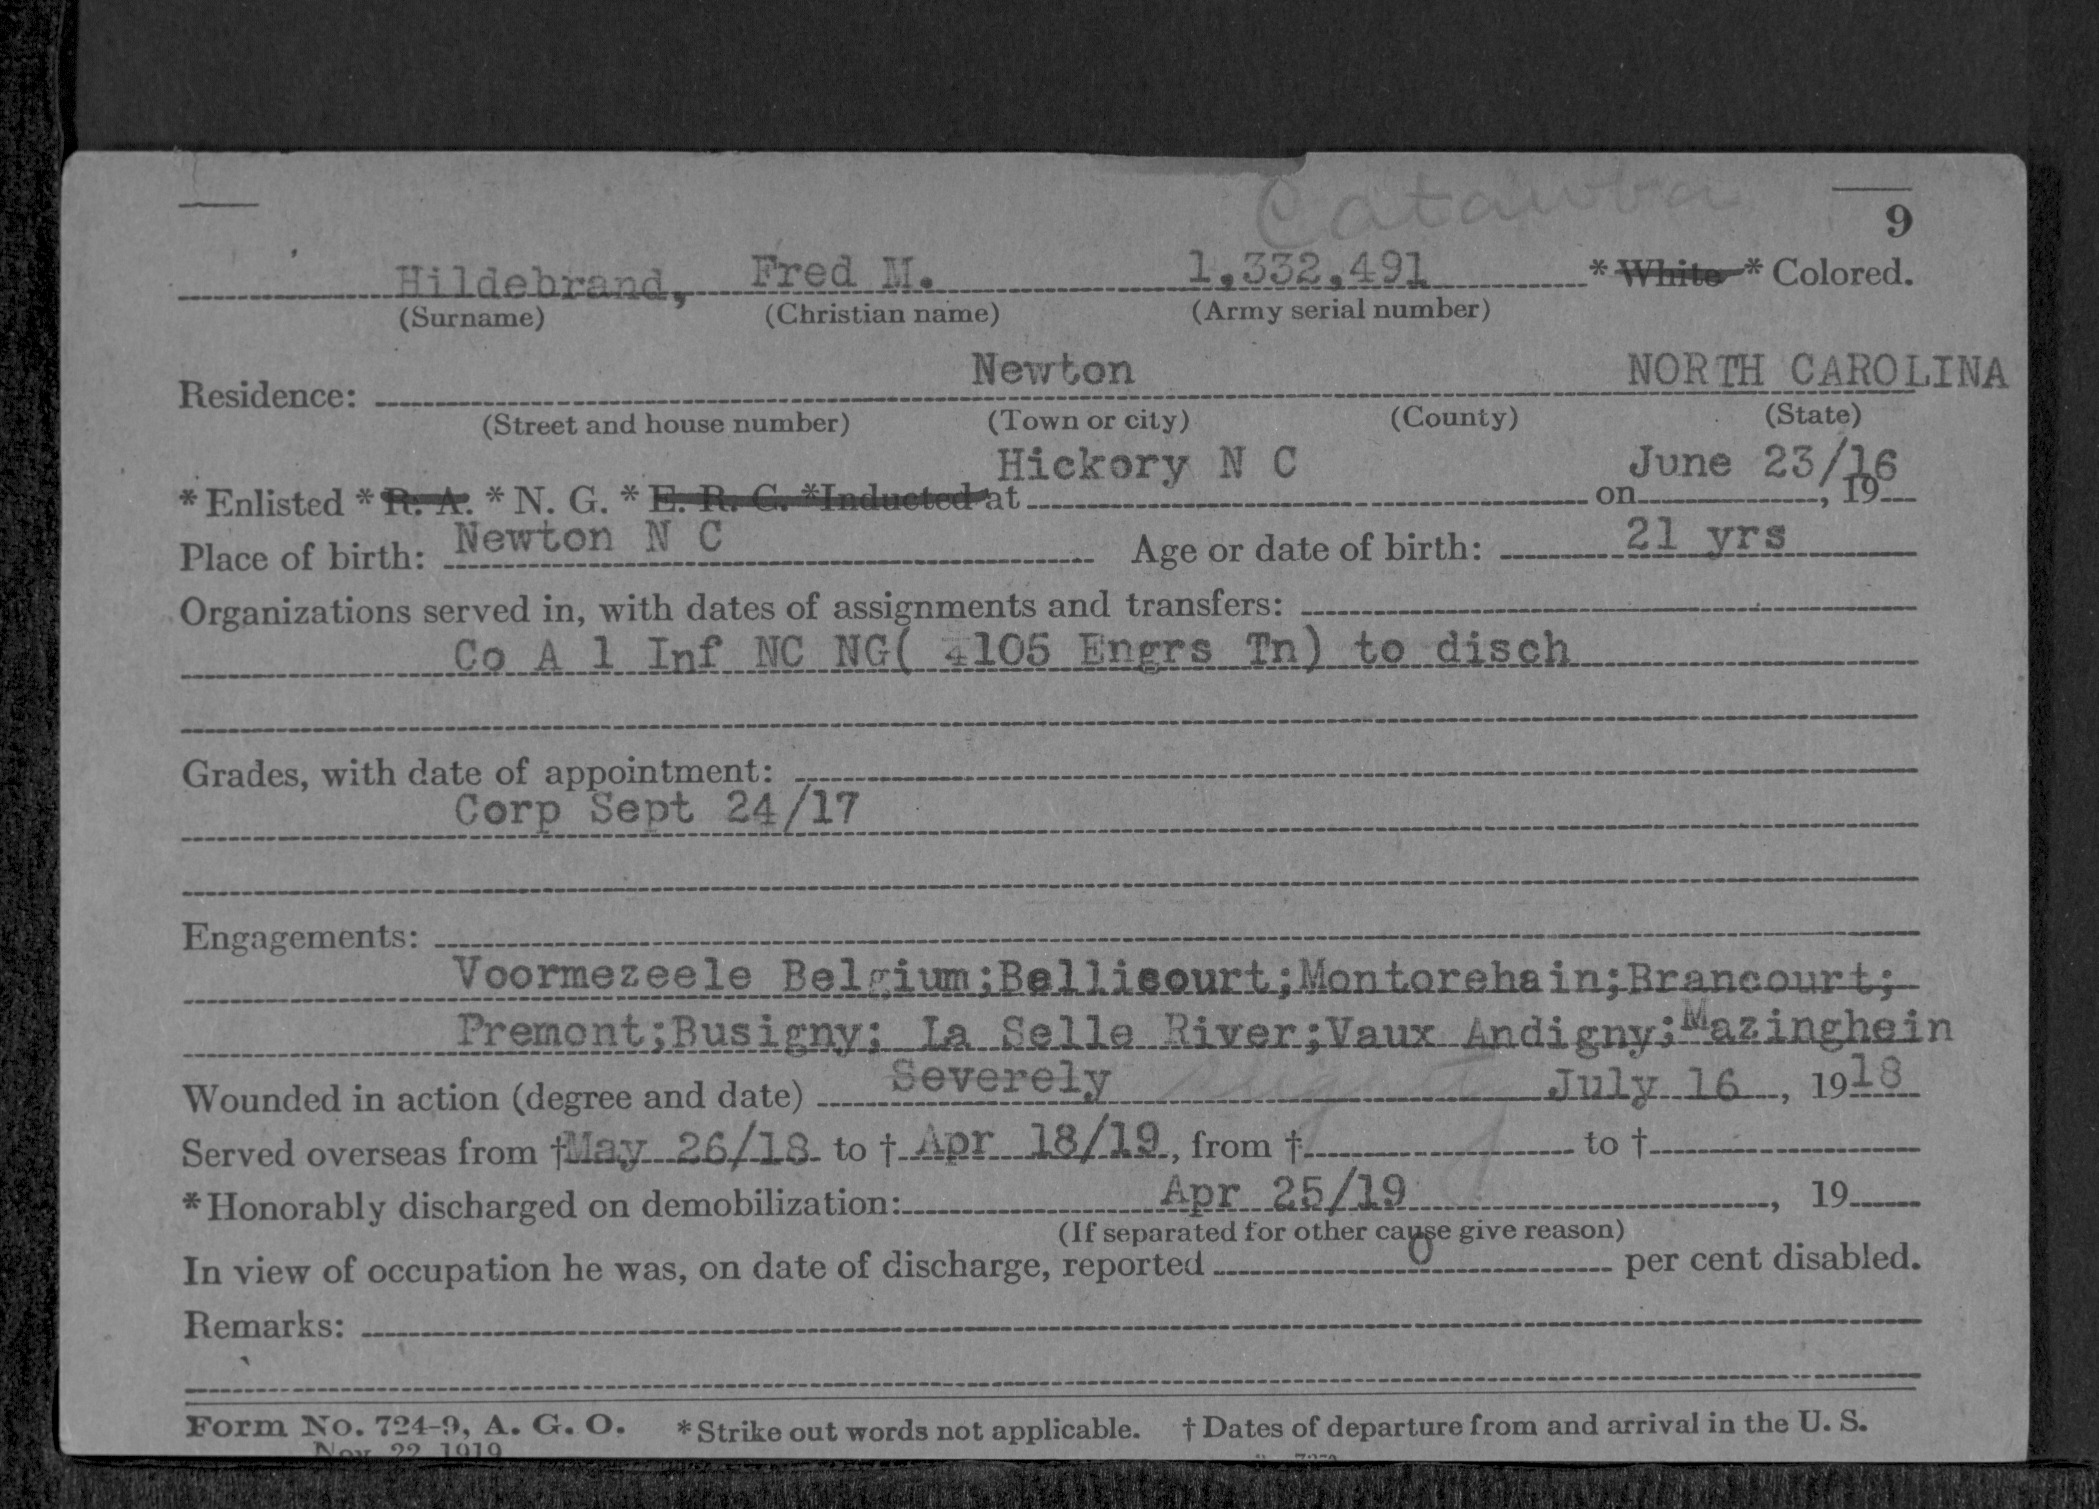 Catawba
9
Hildebrand, Fred M. 1,332,491 * White * Colored.
(Surname) (Christian name) (Army serial number)
Residence: Newton NORTH CAROLINA
(Street and house number) (Town or city) (County) (State)
Hickory N C June 23/16
* Enlisted * R. A. * N. G. * E. R. C. *Inducted at on , 19
Place of birth: Newton N C Age or date of birth: 21 yrs
Organizations served in, with dates of assignments and transfers:
Co A 1 Inf NC NG( 105 Engrs Tn) to disch
Grades, with date of appointment:
Corp Sept 24/17
Engagements:
Voormezeele Belgium;Bellicourt;Montorehain;Brancourt;
Premont;Busigny; La Selle River;Vaux Andigny;Mazinghein
Wounded in action (degree and date) Severely July 16 , 1918
Served overseas from †May 26/18 to † Apr 18/19, from † to †
*Honorably discharged on demobilization: Apr 25/19 , 19
(If separated for other cause give reason)
In view of occupation he was, on date of discharge, reported 0 per cent disabled.
Remarks:
Form No. 724-9, A. G. O. *Strike out words not applicable. † Dates of departure from and arrival in the U. S.
Nov. 22 1919